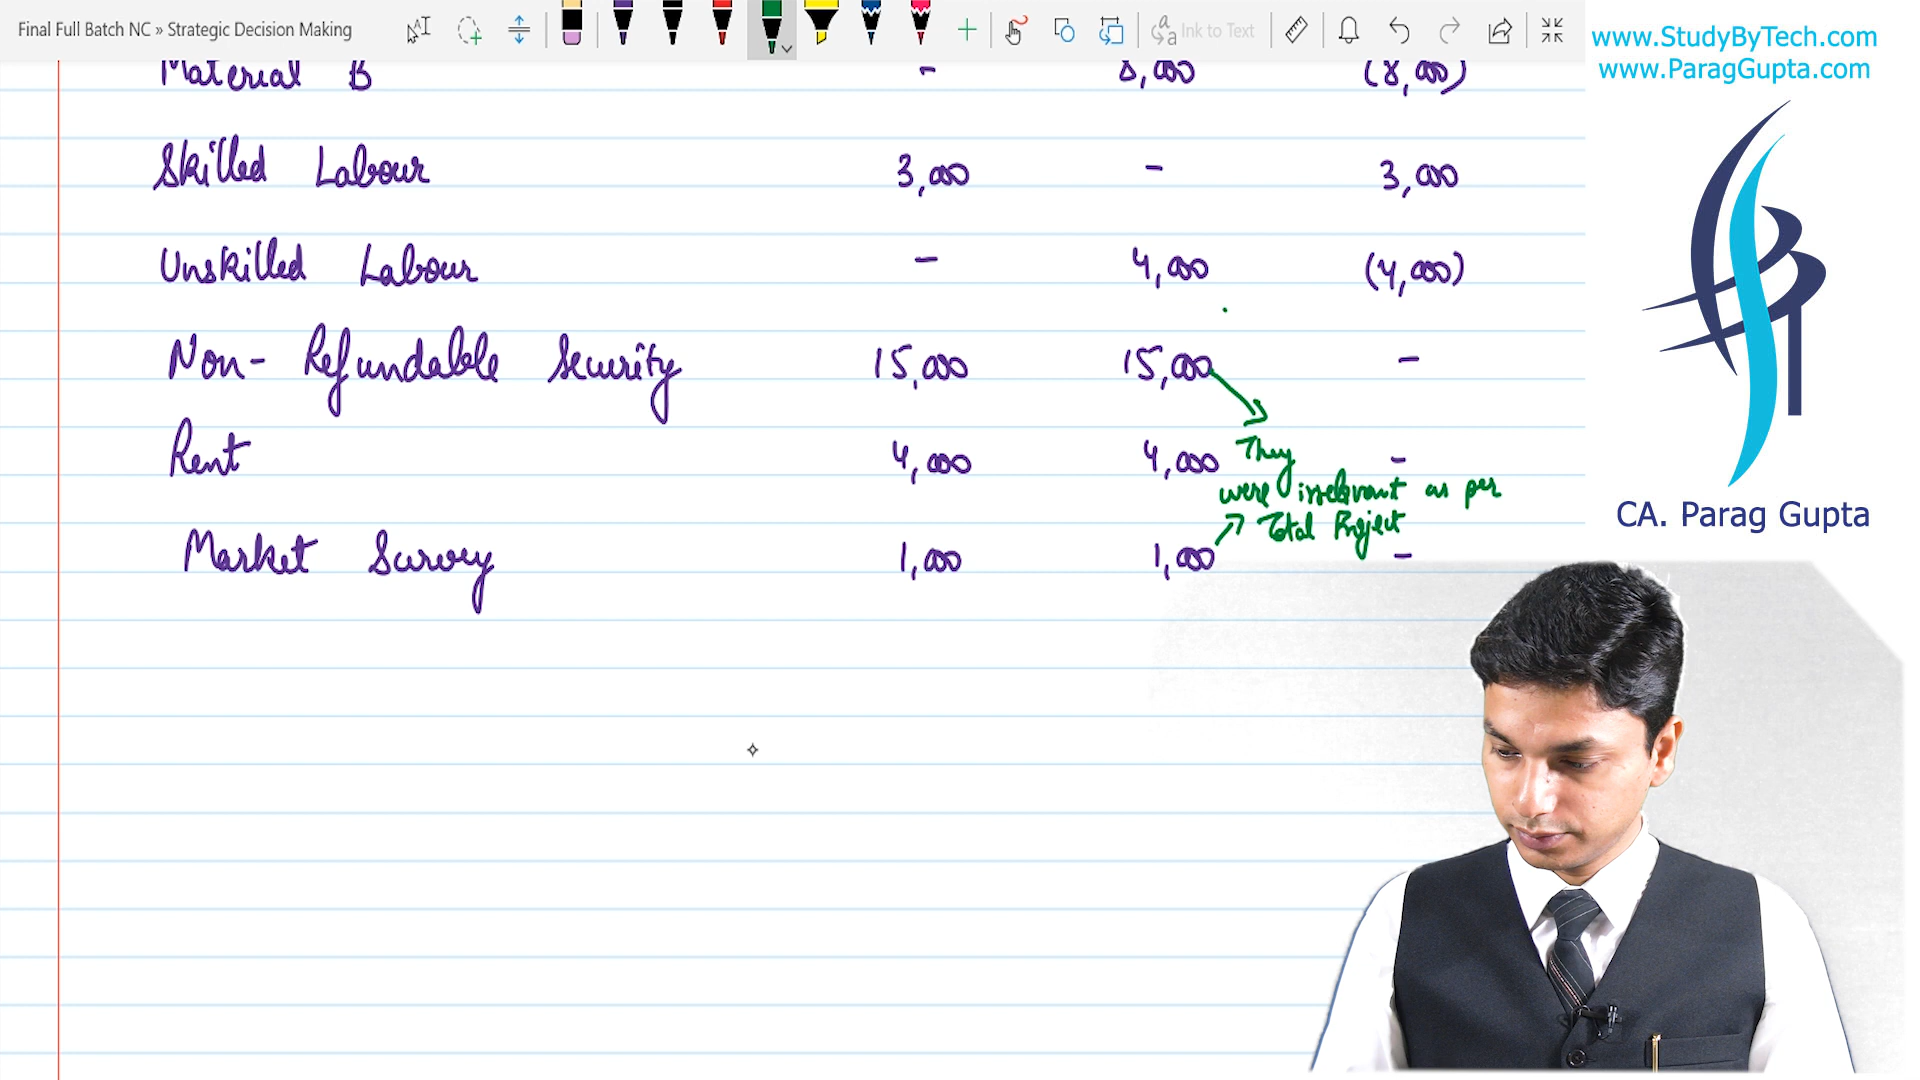 Final Full Batch NC » Strategic Decision Making
Ink to Text
www.StudyByTech.com
www.ParagGupta.com
Material B - 8,000 (8,000)
Skilled Labour 3,000 - 3,000
Unskilled Labour - 4,000 (4,000)
Non-Refundable Security 15,000 15,000 -
Rent 4,000 4,000 -
They
were irrelevant as per
Total Project
Market Survey 1,000 1,000 -
CA. Parag Gupta